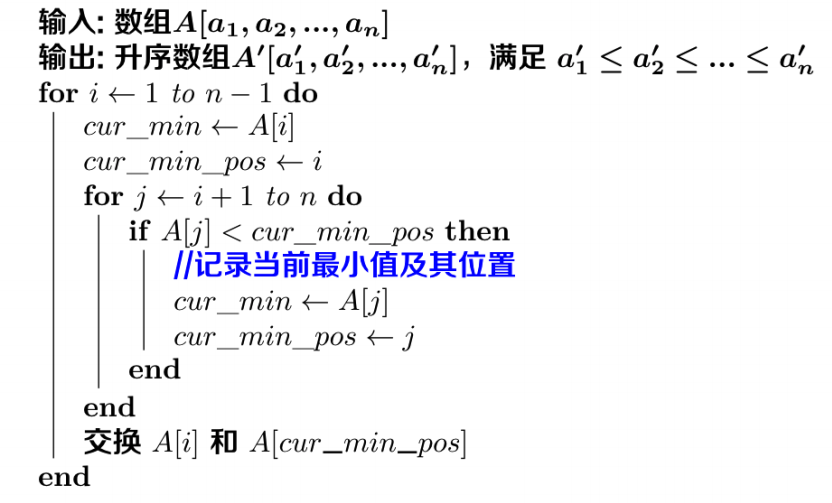 输入: 数组A[a₁, a₂, ..., aₙ]
输出: 升序数组A′[a′₁, a′₂, ..., a′ₙ]，满足 a′₁ ≤ a′₂ ≤ ... ≤ a′ₙ
for i ← 1 to n − 1 do
cur_min ← A[i]
cur_min_pos ← i
for j ← i + 1 to n do
if A[j] < cur_min_pos then
//记录当前最小值及其位置
cur_min ← A[j]
cur_min_pos ← j
end
end
交换 A[i] 和 A[cur_min_pos]
end